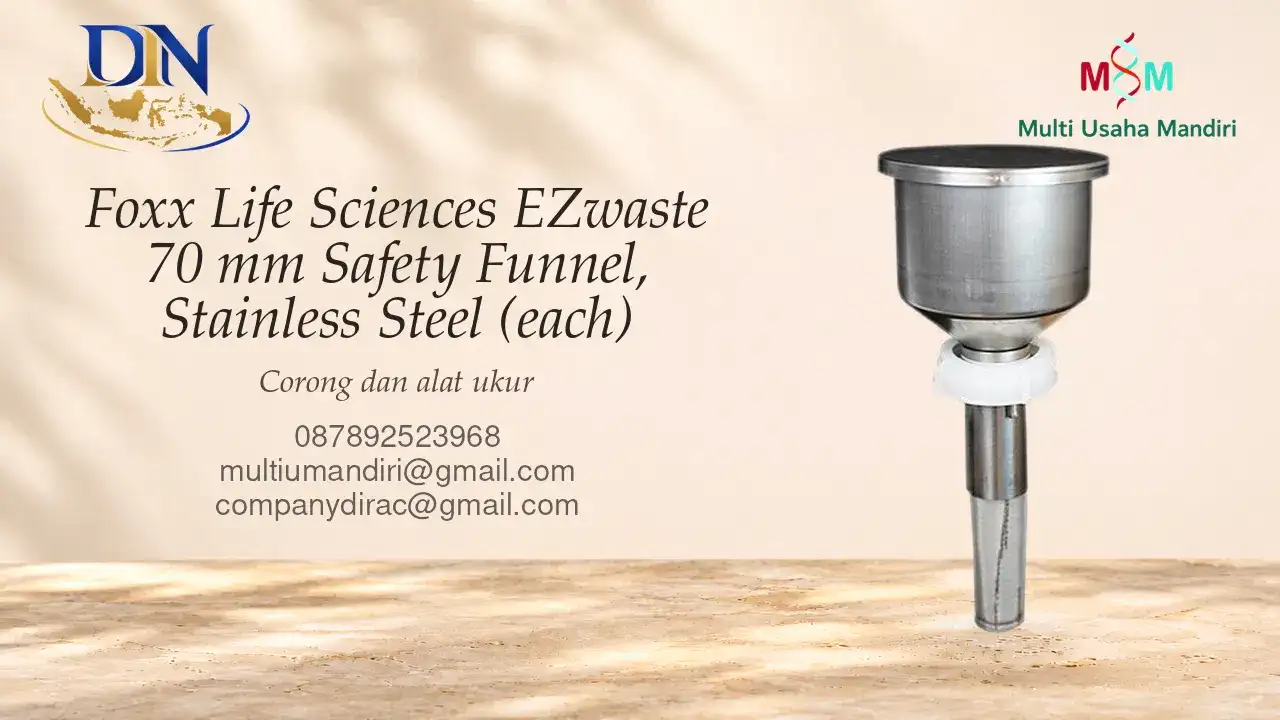 DN
MSM
Multi Usaha Mandiri
Foxx Life Sciences EZwaste
70 mm Safety Funnel,
Stainless Steel (each)
Corong dan alat ukur
087892523968
multiumandiri@gmail.com
companydirac@gmail.com